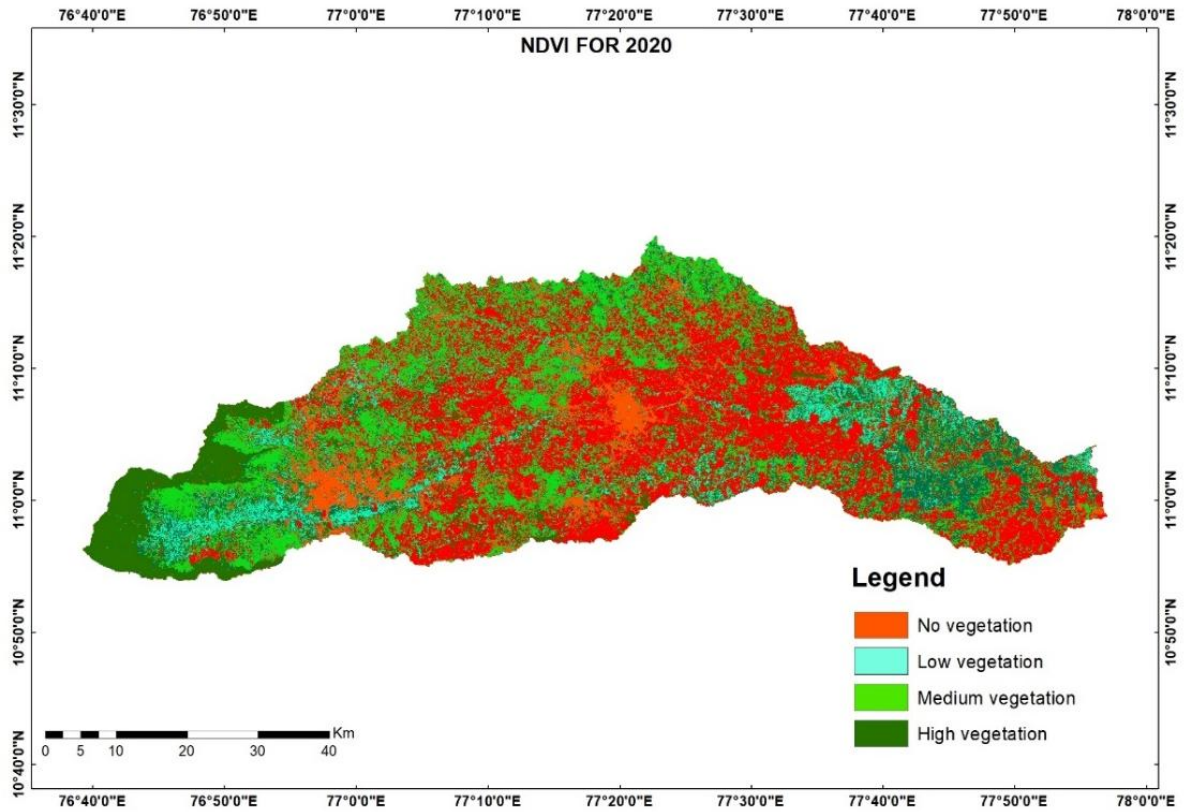 76°40'0"E 76°50'0"E 77°0'0"E 77°10'0"E 77°20'0"E 77°30'0"E 77°40'0"E 77°50'0"E 78°0'0"E
NDVI FOR 2020
11°30'0"N 11°30'0"N
11°20'0"N 11°20'0"N
11°10'0"N 11°10'0"N
11°0'0"N 11°0'0"N
10°50'0"N 10°50'0"N
10°40'0"N 10°40'0"N
Legend
No vegetation
Low vegetation
Medium vegetation
High vegetation
Km
0 5 10 20 30 40
76°40'0"E 76°50'0"E 77°0'0"E 77°10'0"E 77°20'0"E 77°30'0"E 77°40'0"E 77°50'0"E 78°0'0"E